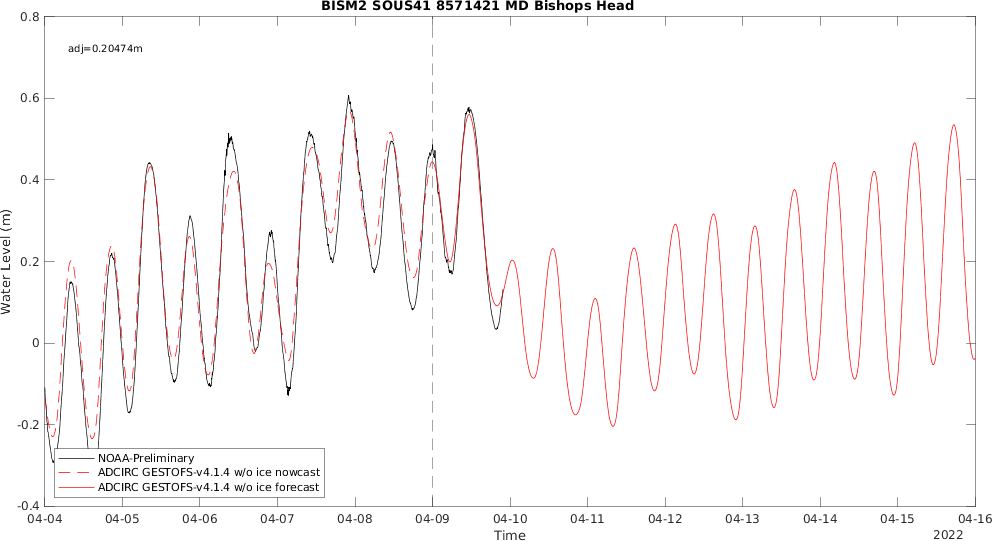 BISM2 SOUS41 8571421 MD Bishops Head
adj=0.20474m
Water Level (m)
0.8
0.6
0.4
0.2
0
-0.2
-0.4
NOAA-Preliminary
ADCIRC GESTOFS-v4.1.4 w/o ice nowcast
ADCIRC GESTOFS-v4.1.4 w/o ice forecast
04-04 04-05 04-06 04-07 04-08 04-09 04-10 04-11 04-12 04-13 04-14 04-15 04-16
Time
2022